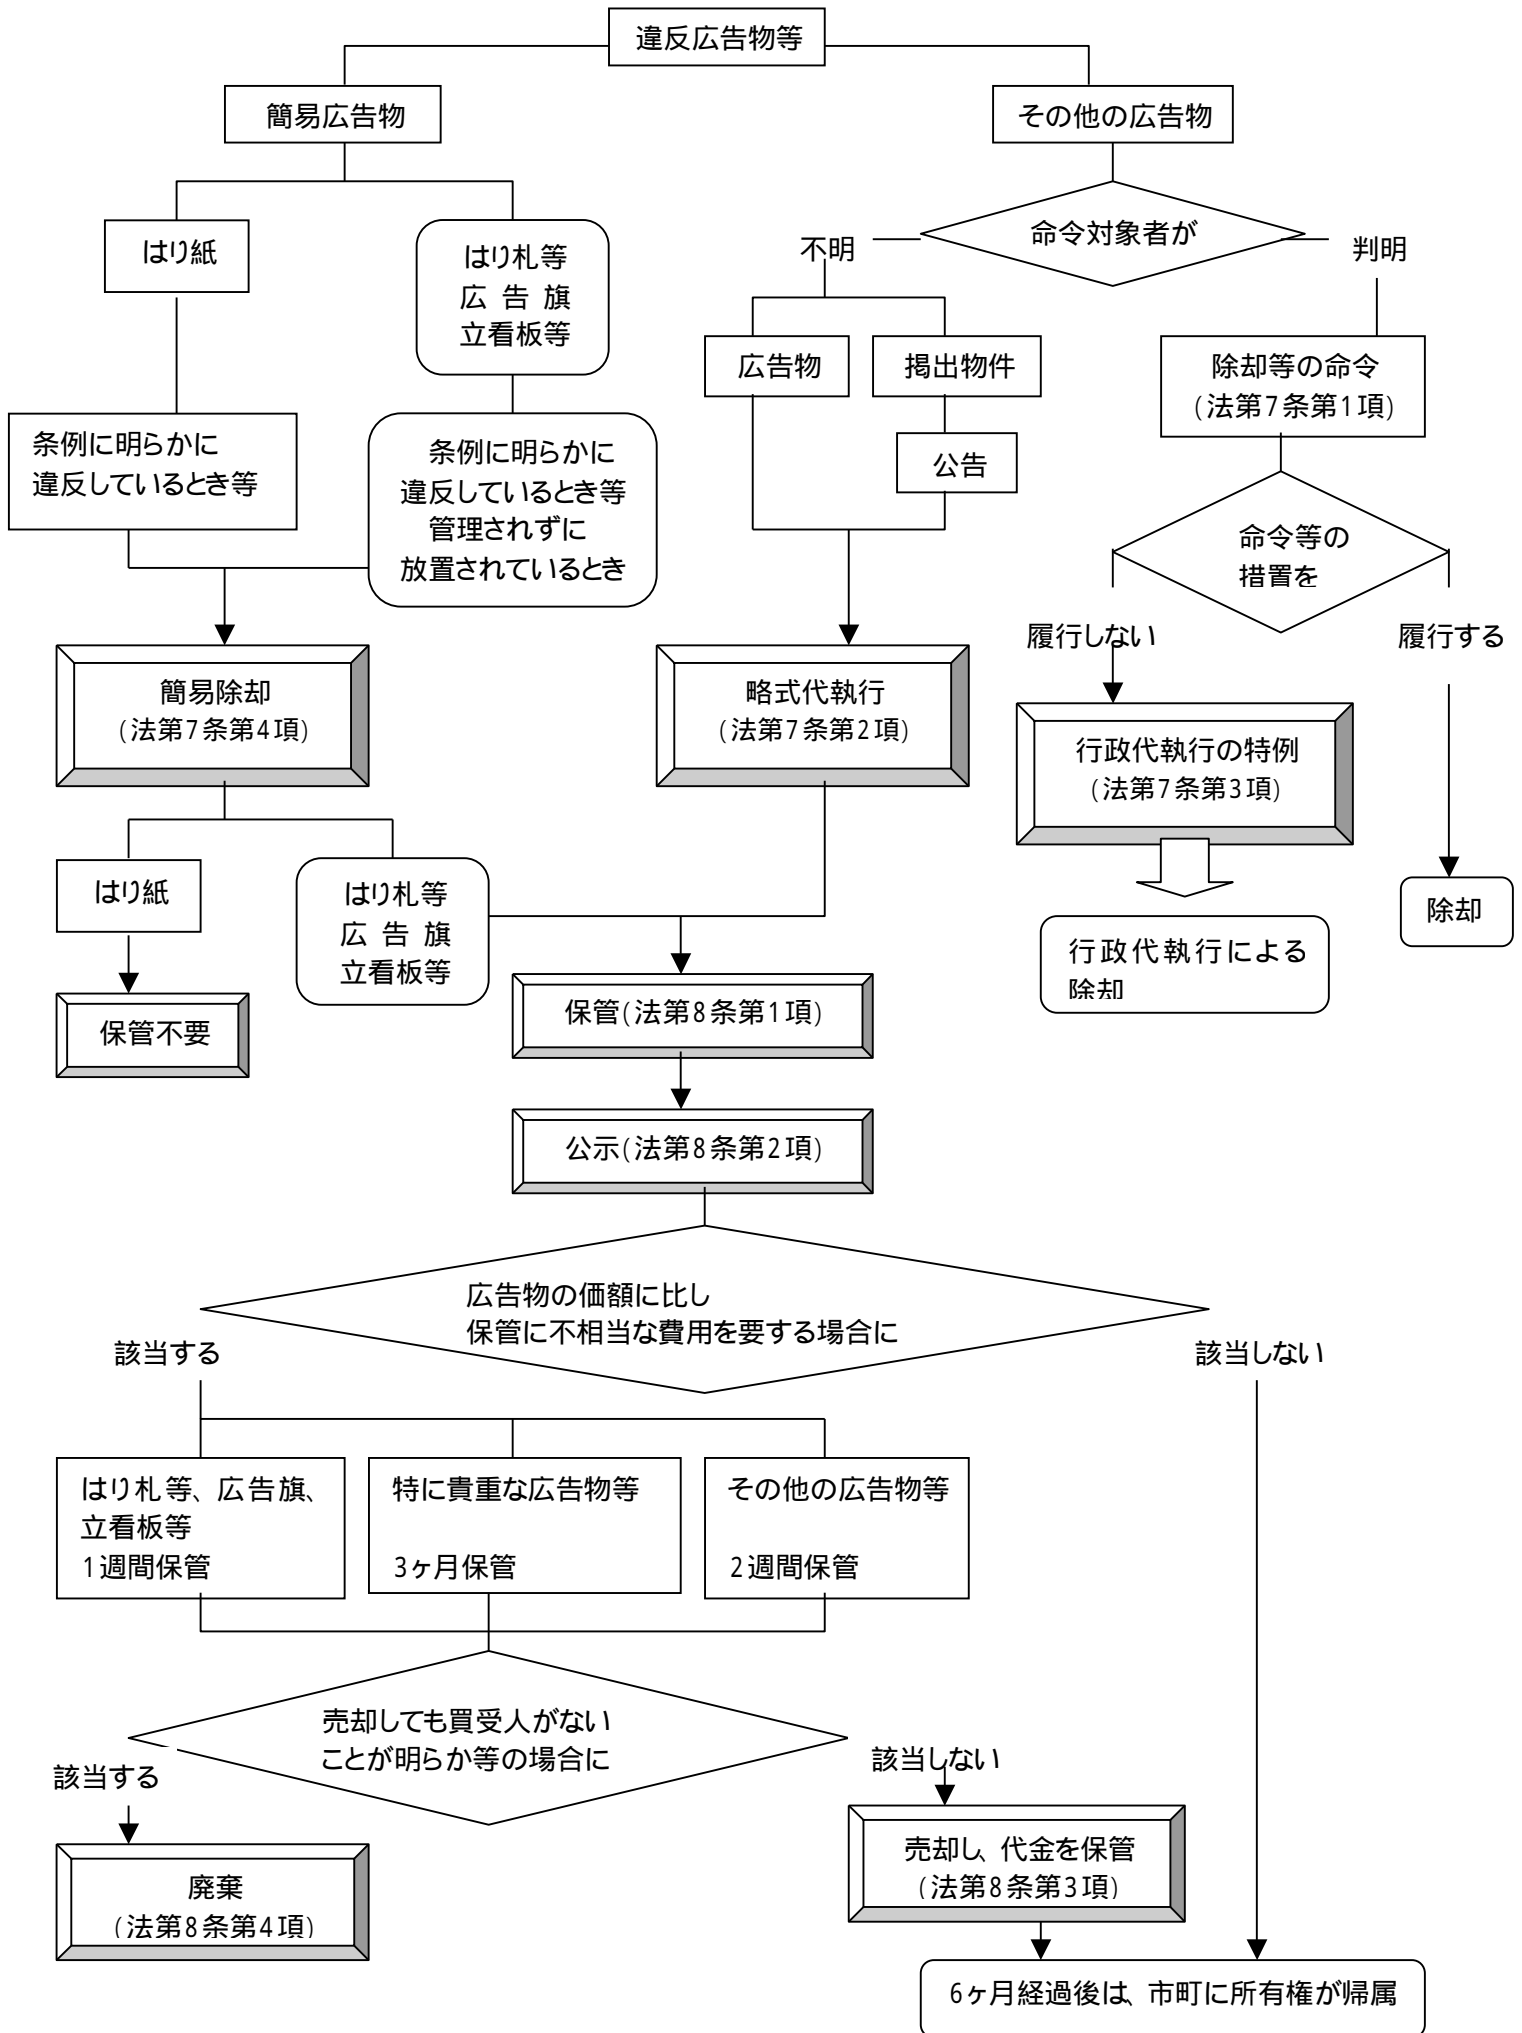 違反広告物等
簡易広告物
その他の広告物
はり紙
はり札等
広 告 旗
立看板等
命令対象者が
不明
判明
広告物
掲出物件
除却等の命令
(法第7条第1項)
条例に明らかに
違反しているとき等
条例に明らかに
違反しているとき等
管理されずに
放置されているとき
公告
命令等の
措置を
履行しない
履行する
簡易除却
(法第7条第4項)
略式代執行
(法第7条第2項)
行政代執行の特例
(法第7条第3項)
はり紙
はり札等
広 告 旗
立看板等
除却
行政代執行による
除却
保管不要
保管(法第8条第1項)
公示(法第8条第2項)
広告物の価額に比し
保管に不相当な費用を要する場合に
該当する
該当しない
はり札等、広告旗、
立看板等
1週間保管
特に貴重な広告物等
3ヶ月保管
その他の広告物等
2週間保管
売却しても買受人がない
ことが明らか等の場合に
該当する
該当しない
廃棄
(法第8条第4項)
売却し、代金を保管
(法第8条第3項)
6ヶ月経過後は、市町に所有権が帰属